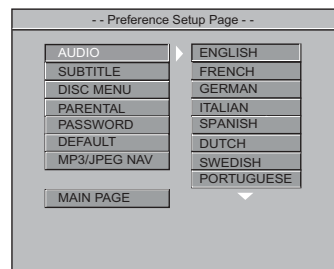 - - Preference Setup Page - -
AUDIO
SUBTITLE
DISC MENU
PARENTAL
PASSWORD
DEFAULT
MP3/JPEG NAV
MAIN PAGE
ENGLISH
FRENCH
GERMAN
ITALIAN
SPANISH
DUTCH
SWEDISH
PORTUGUESE